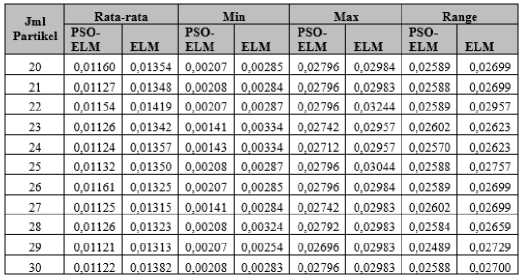 Jml Partikel Rata-rata Min Max Range
PSO-ELM ELM PSO-ELM ELM PSO-ELM ELM PSO-ELM ELM
20 0,01160 0,01354 0,00207 0,00285 0,02796 0,02984 0,02589 0,02699
21 0,01127 0,01348 0,00208 0,00284 0,02796 0,02983 0,02588 0,02699
22 0,01154 0,01419 0,00207 0,00287 0,02796 0,03244 0,02589 0,02957
23 0,01126 0,01342 0,00141 0,00334 0,02742 0,02957 0,02602 0,02623
24 0,01124 0,01357 0,00143 0,00334 0,02712 0,02957 0,02570 0,02623
25 0,01132 0,01350 0,00208 0,00287 0,02796 0,03044 0,02588 0,02757
26 0,01161 0,01325 0,00207 0,00285 0,02796 0,02984 0,02589 0,02699
27 0,01125 0,01315 0,00141 0,00284 0,02742 0,02983 0,02602 0,02699
28 0,01126 0,01323 0,00208 0,00324 0,02792 0,02983 0,02584 0,02659
29 0,01121 0,01313 0,00207 0,00254 0,02696 0,02983 0,02489 0,02729
30 0,01122 0,01382 0,00208 0,00283 0,02796 0,02983 0,02588 0,02700